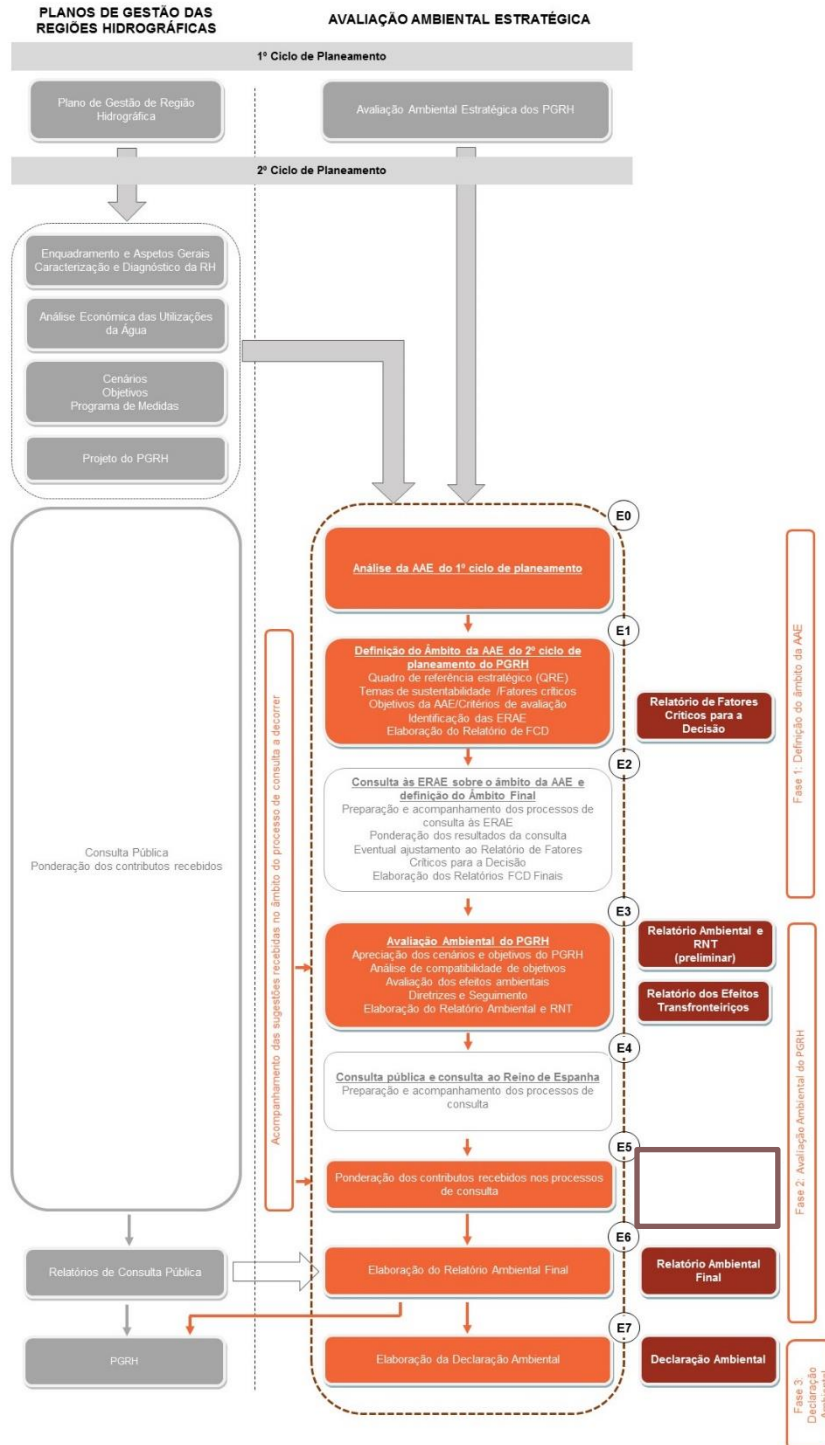 PLANOS DE GESTÃO DAS
REGIÕES HIDROGRÁFICAS
AVALIAÇÃO AMBIENTAL ESTRATÉGICA
1º Ciclo de Planeamento
Plano de Gestão de Região
Hidrográfica
Avaliação Ambiental Estratégica dos PGRH
2º Ciclo de Planeamento
Enquadramento e Aspetos Gerais
Caracterização e Diagnóstico da RH
Análise Económica das Utilizações
da Água
Cenários
Objetivos
Programa de Medidas
Projeto do PGRH
Consulta Pública
Ponderação dos contributos recebidos
Relatórios de Consulta Pública
PGRH
Acompanhamento das sugestões recebidas no âmbito do processo de consulta a decorrer
E0
Análise da AAE do 1º ciclo de planeamento
E1
Definição do Âmbito da AAE do 2º ciclo de
planeamento do PGRH
Quadro de referência estratégico (QRE)
Temas de sustentabilidade /Fatores críticos
Objetivos da AAE/Critérios de avaliação
Identificação das ERAE
Elaboração do Relatório de FCD
Relatório de Fatores
Críticos para a
Decisão
E2
Consulta às ERAE sobre o âmbito da AAE e
definição do Âmbito Final
Preparação e acompanhamento dos processos de
consulta às ERAE
Ponderação dos resultados da consulta
Eventual ajustamento ao Relatório de Fatores
Críticos para a Decisão
Elaboração dos Relatórios FCD Finais
E3
Avaliação Ambiental do PGRH
Apreciação dos cenários e objetivos do PGRH
Análise de compatibilidade de objetivos
Avaliação dos efeitos ambientais
Diretrizes e Seguimento
Elaboração do Relatório Ambiental e RNT
Relatório Ambiental e
RNT
(preliminar)
Relatório dos Efeitos
Transfronteiriços
E4
Consulta pública e consulta ao Reino de Espanha
Preparação e acompanhamento dos processos de
consulta
E5
Ponderação dos contributos recebidos nos processos
de consulta
E6
Elaboração do Relatório Ambiental Final
Relatório Ambiental
Final
E7
Elaboração da Declaração Ambiental
Declaração Ambiental
Fase 1: Definição do âmbito da AAE
Fase 2: Avaliação Ambiental do PGRH
Fase 3:
Declaração
Ambiental